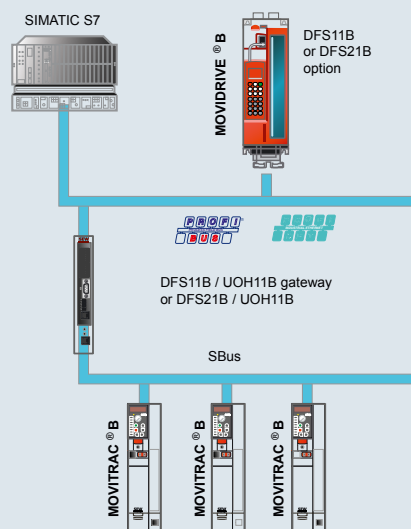 SIMATIC S7
MOVIDRIVE ® B
DFS11B
or DFS21B
option
PROFI
BUS
DFS11B / UOH11B gateway
or DFS21B / UOH11B
SBus
MOVITRAC ® B
MOVITRAC ® B
MOVITRAC ® B